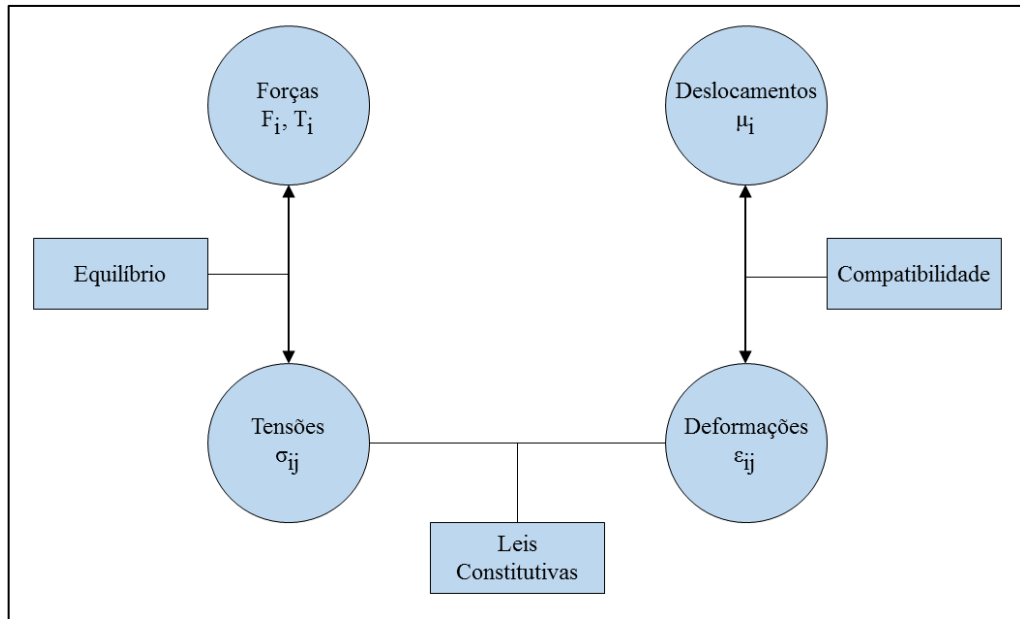 Forças
Fi, Ti
Deslocamentos
μi
Equilíbrio
Compatibilidade
Tensões
σij
Deformações
εij
Leis
Constitutivas